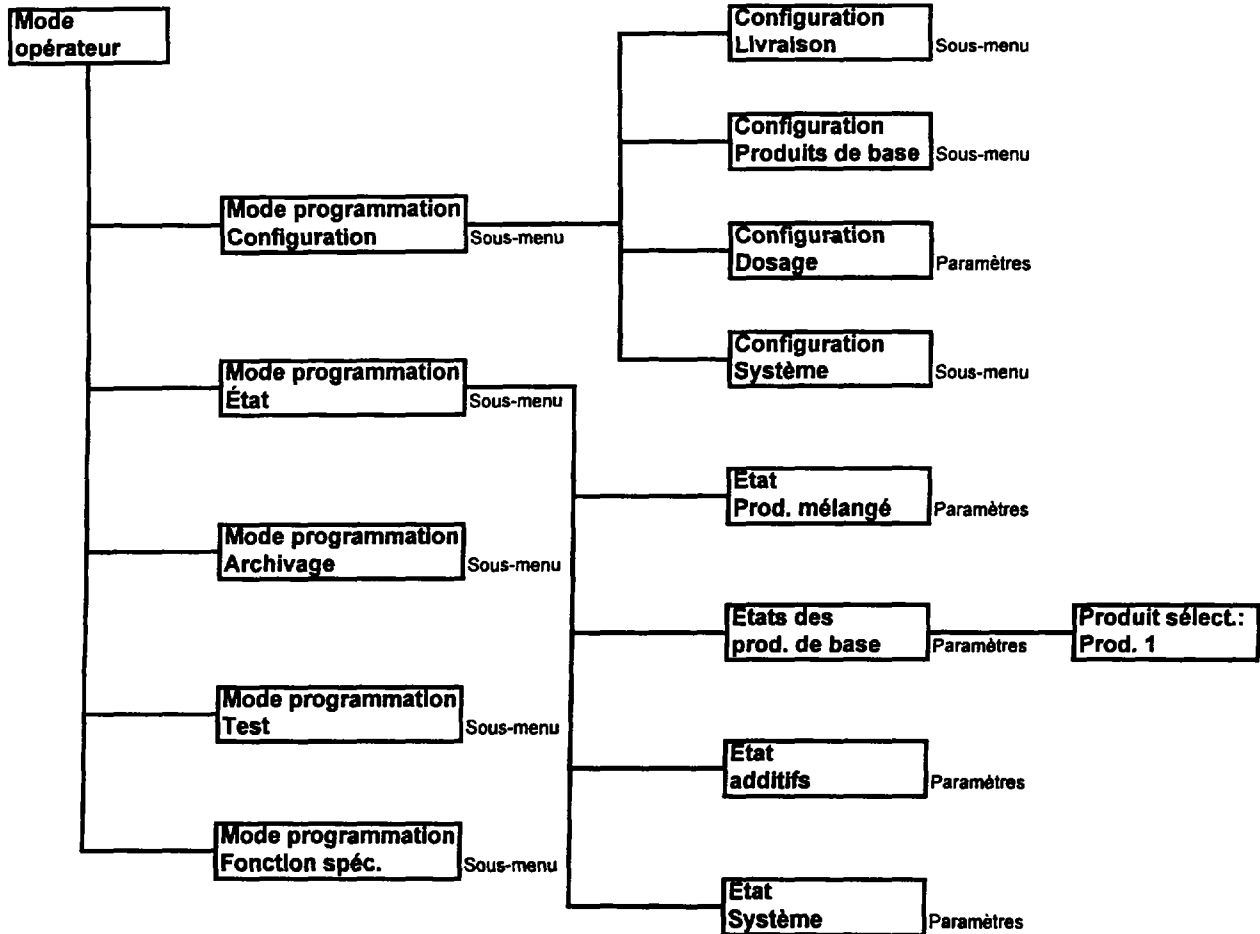 Mode
opérateur
Mode programmation
Configuration
Sous-menu
Mode programmation
État
Sous-menu
Mode programmation
Archivage
Sous-menu
Mode programmation
Test
Sous-menu
Mode programmation
Fonction spéc.
Sous-menu
Configuration
Livraison
Sous-menu
Configuration
Produits de base
Sous-menu
Configuration
Dosage
Paramètres
Configuration
Système
Sous-menu
Etat
Prod. mélangé
Paramètres
Etats des
prod. de base
Paramètres
Produit sélect.:
Prod. 1
Etat
additifs
Paramètres
Etat
Système
Paramètres